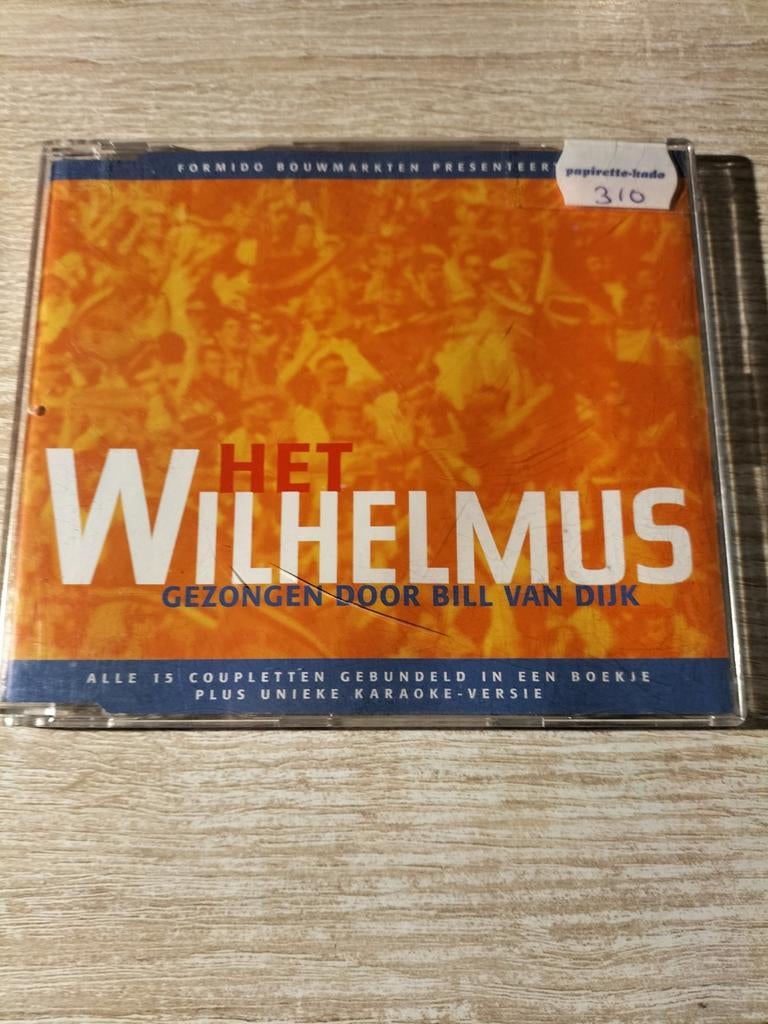 FORMIDO BOUWMARKTEN PRESENTEER
papirette-kado
310
HET
WILHELMUS
GEZONGEN DOOR BILL VAN DIJK
ALLE 15 COUPLETTEN GEBUNDELD IN EEN BOEKJE
PLUS UNIEKE KARAOKE-VERSIE